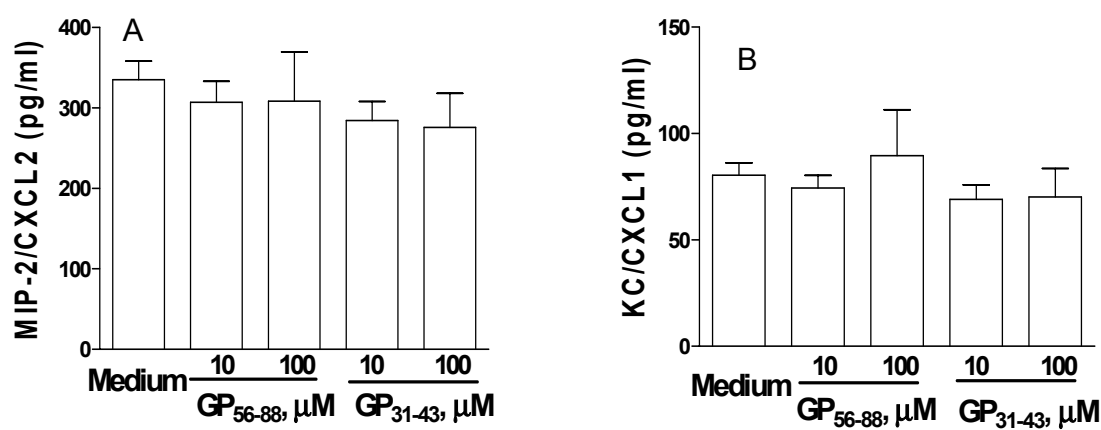 A
MIP-2/CXCL2 (pg/ml)
400
300
200
100
0
Medium 10 100 10 100
GP56-88, μM GP31-43, μM
B
KC/CXCL1 (pg/ml)
150
100
50
0
Medium 10 100 10 100
GP56-88, μM GP31-43, μM